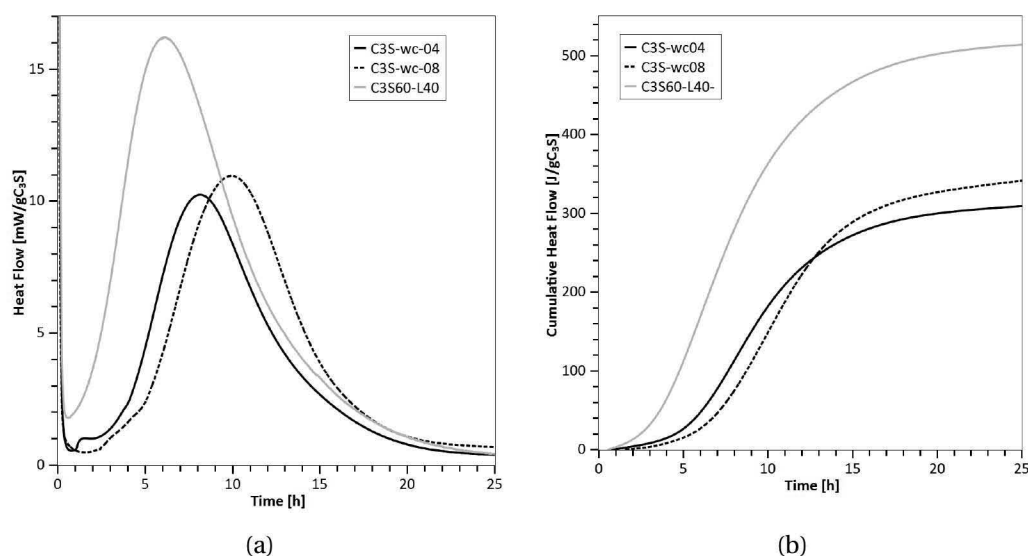 15
10
5
0
Heat Flow [mW/gC₃S]
C3S-wc-04
C3S-wc-08
C3S60-L40
0 5 10 15 20 25
Time [h]
(a)
500
400
300
200
100
0
Cumulative Heat Flow [J/gC₃S]
C3S-wc04
C3S-wc08
C3S60-L40-
0 5 10 15 20 25
Time [h]
(b)